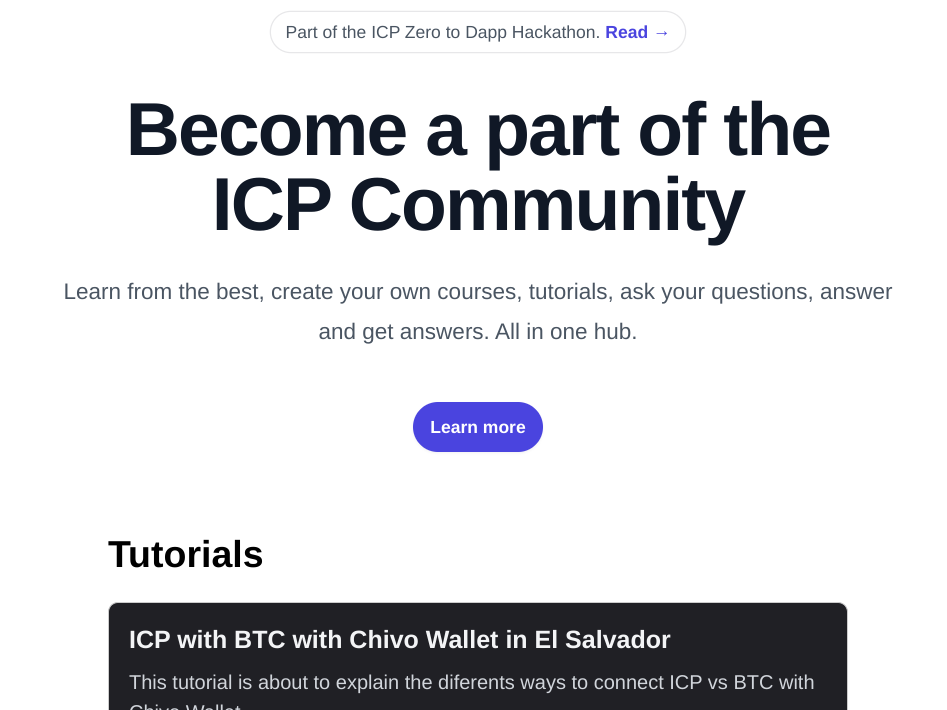 Part of the ICP Zero to Dapp Hackathon. Read →
Become a part of the
ICP Community
Learn from the best, create your own courses, tutorials, ask your questions, answer
and get answers. All in one hub.
Learn more
Tutorials
ICP with BTC with Chivo Wallet in El Salvador
This tutorial is about to explain the diferents ways to connect ICP vs BTC with
Chivo Wallet